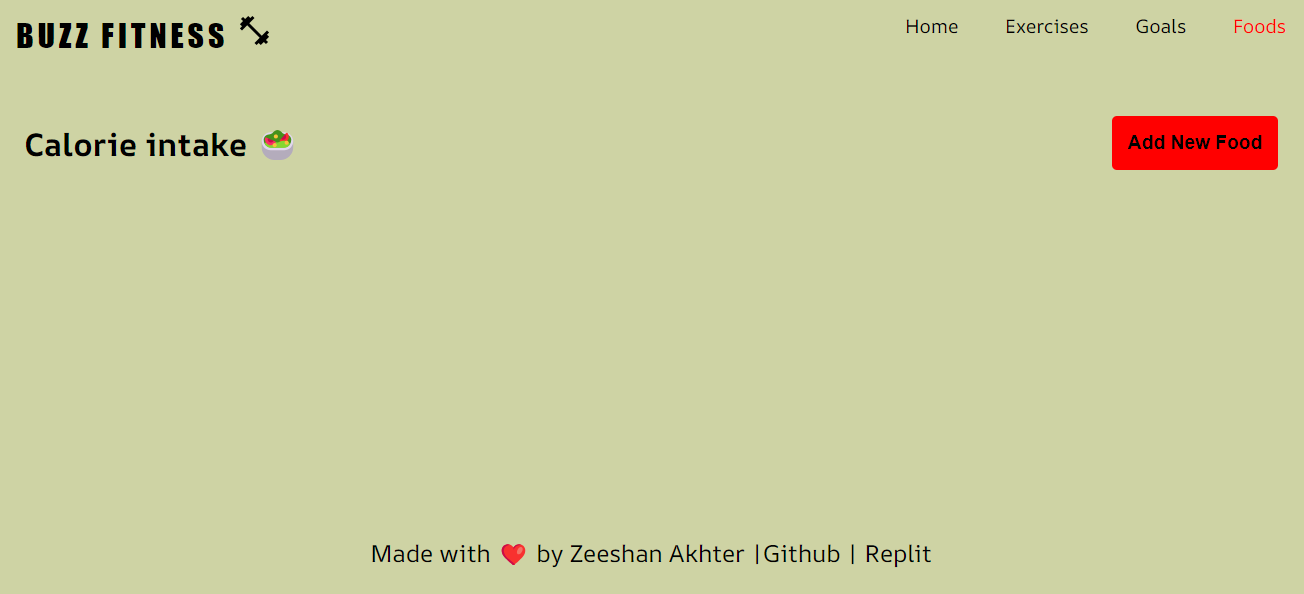 BUZZ FITNESS
Home Exercises Goals Foods
Calorie intake 🥗
Add New Food
Made with ❤️ by Zeeshan Akhter |Github | Replit